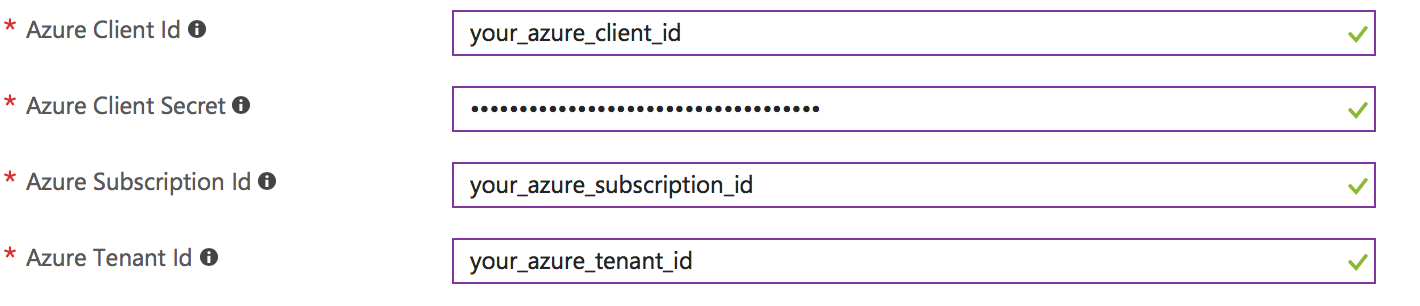 * Azure Client Id
your_azure_client_id
* Azure Client Secret
••••••••••••••••••••••••••••••••••••
* Azure Subscription Id
your_azure_subscription_id
* Azure Tenant Id
your_azure_tenant_id